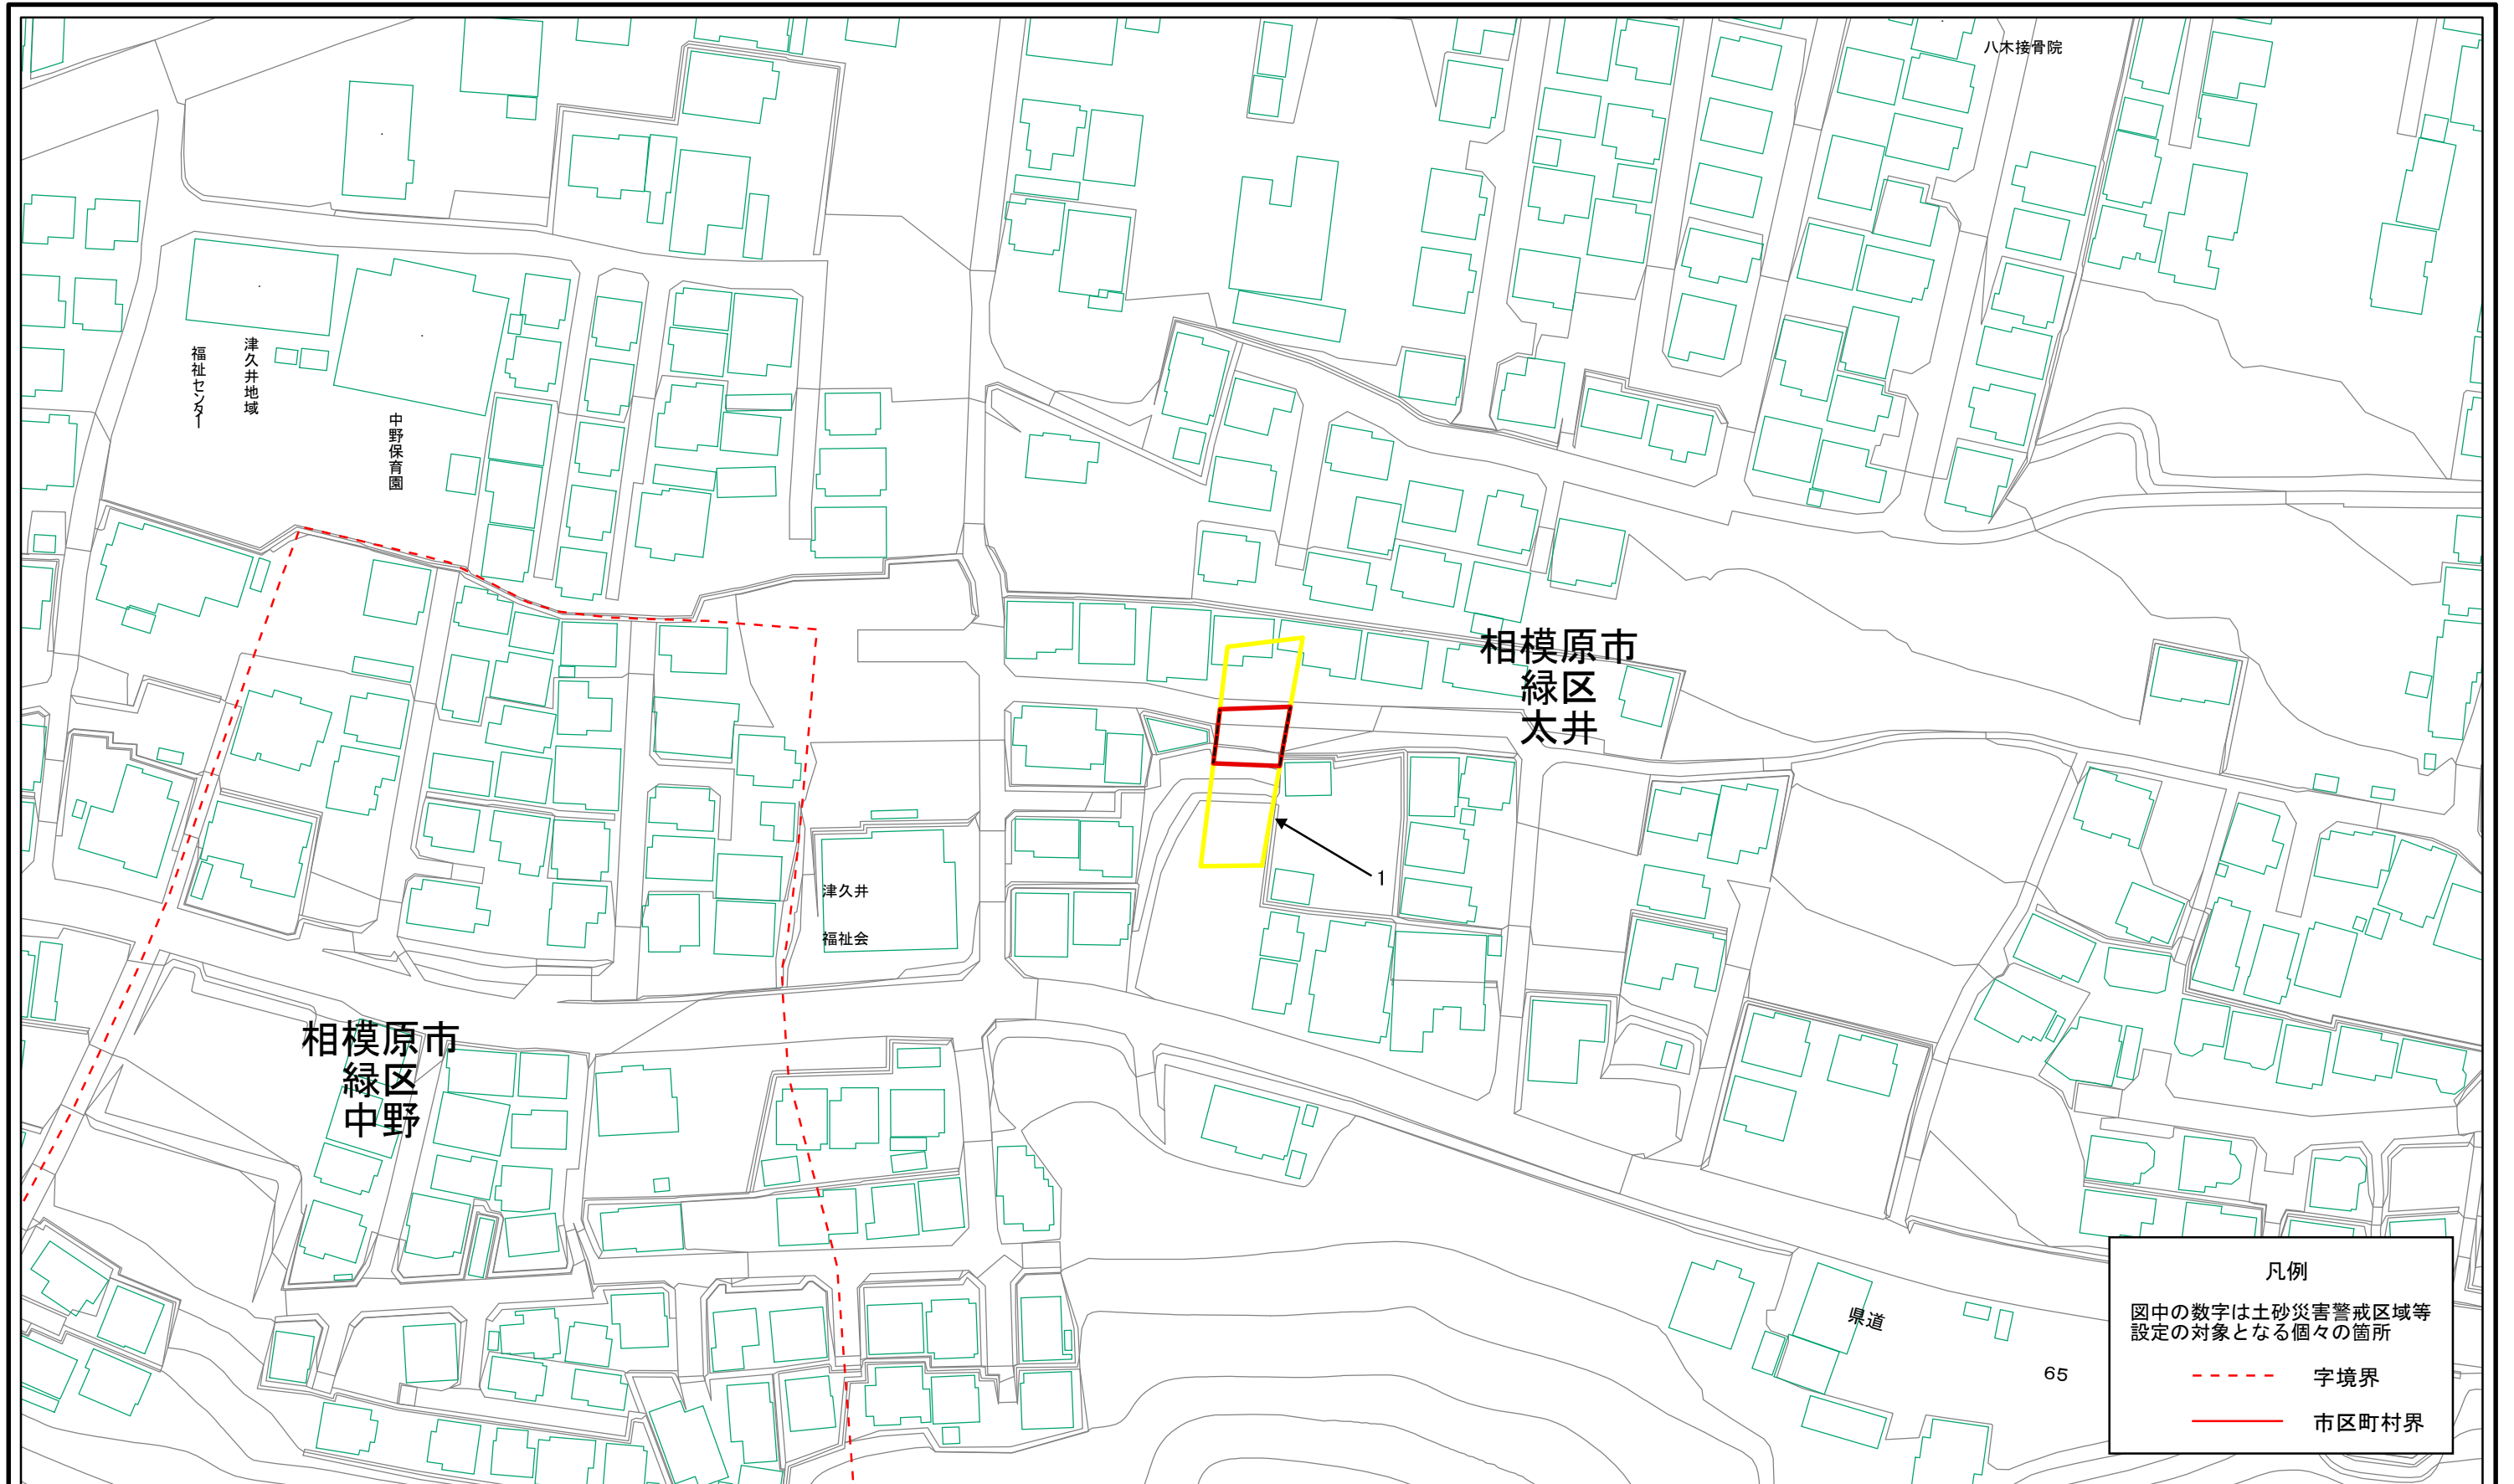 八木接骨院
津久井地域
福祉センター
中野保育園
相模原市
緑区
太井
1
津久井
福祉会
相模原市
緑区
中野
県道
65
凡例
図中の数字は土砂災害警戒区域等
設定の対象となる個々の箇所
字境界
市区町村界